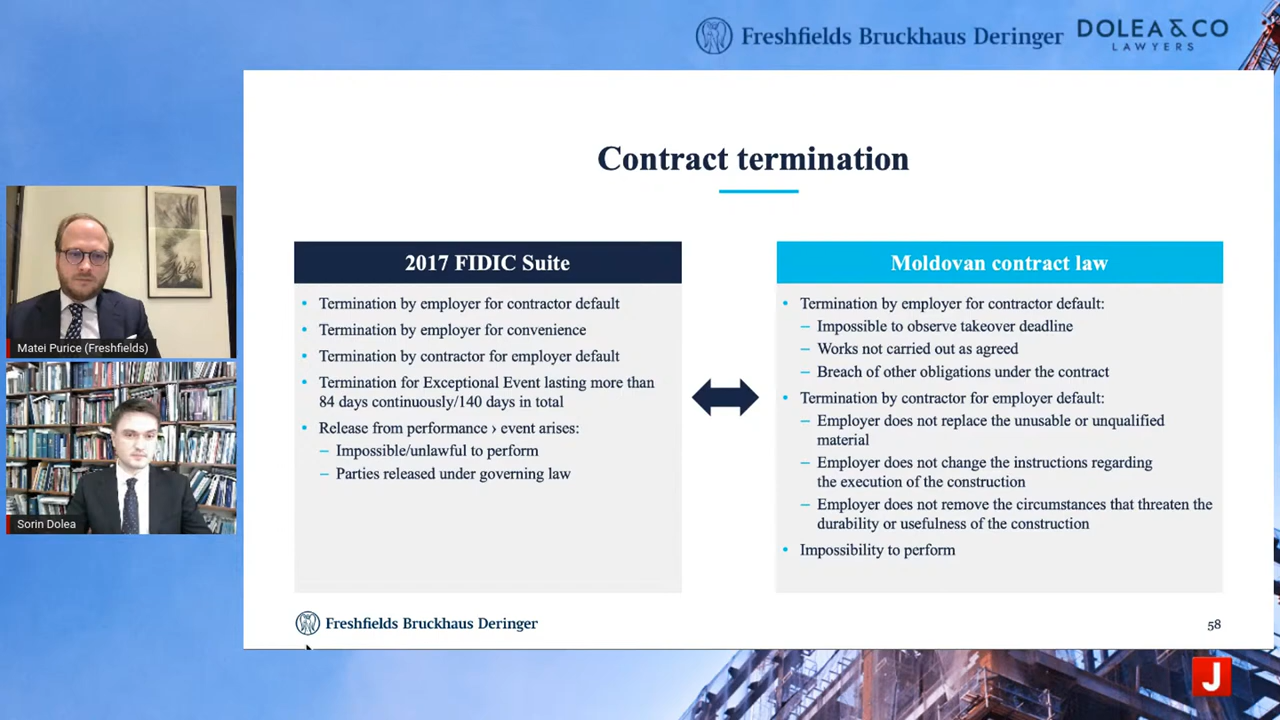 Freshfields Bruckhaus Deringer
DOLEA & CO
LAWYERS
Contract termination
2017 FIDIC Suite
• Termination by employer for contractor default
• Termination by employer for convenience
• Termination by contractor for employer default
• Termination for Exceptional Event lasting more than
84 days continuously/140 days in total
• Release from performance › event arises:
– Impossible/unlawful to perform
– Parties released under governing law
Moldovan contract law
• Termination by employer for contractor default:
– Impossible to observe takeover deadline
– Works not carried out as agreed
– Breach of other obligations under the contract
• Termination by contractor for employer default:
– Employer does not replace the unusable or unqualified
material
– Employer does not change the instructions regarding
the execution of the construction
– Employer does not remove the circumstances that threaten the
durability or usefulness of the construction
• Impossibility to perform
Matei Purice (Freshfields)
Sorin Dolea
Freshfields Bruckhaus Deringer
58
J